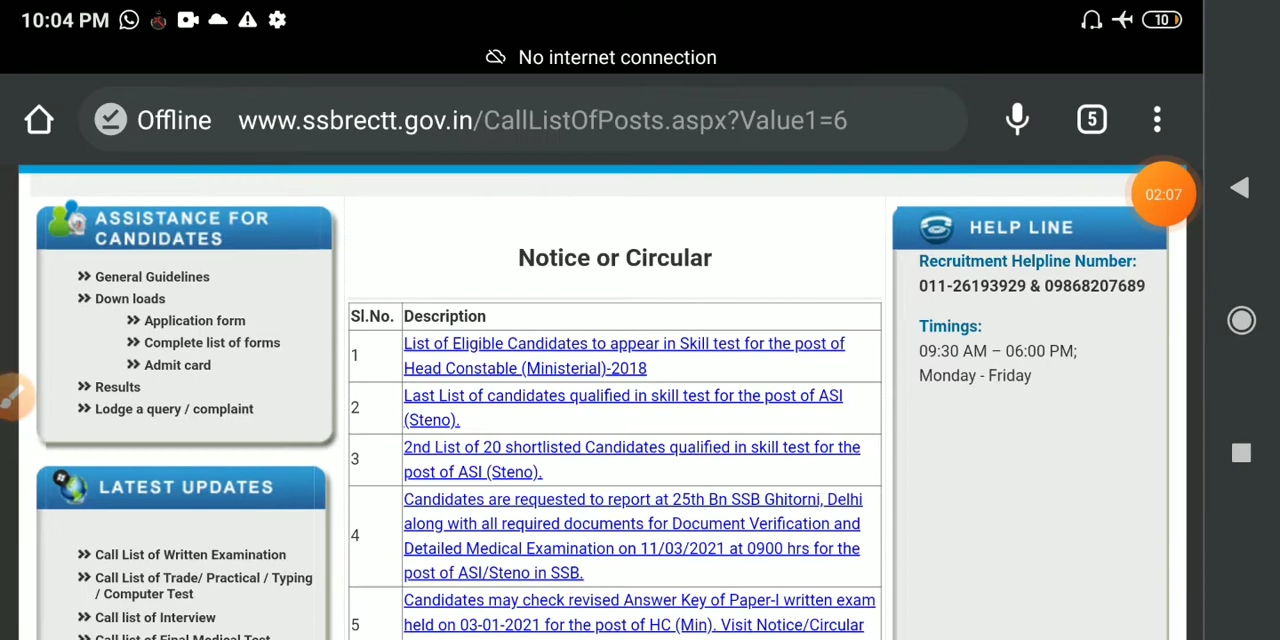 10:04 PM
10
No internet connection
Offline www.ssbrectt.gov.in/CallListOfPosts.aspx?Value1=6
5
02:07
ASSISTANCE FOR
CANDIDATES
General Guidelines
Down loads
Application form
Complete list of forms
Admit card
Results
Lodge a query / complaint
LATEST UPDATES
Call List of Written Examination
Call List of Trade/ Practical / Typing
/ Computer Test
Call list of Interview
Call list of Final Medical Test
Notice or Circular
Sl.No. Description
1 List of Eligible Candidates to appear in Skill test for the post of
Head Constable (Ministerial)-2018
2 Last List of candidates qualified in skill test for the post of ASI
(Steno).
3 2nd List of 20 shortlisted Candidates qualified in skill test for the
post of ASI (Steno).
4 Candidates are requested to report at 25th Bn SSB Ghitorni, Delhi
along with all required documents for Document Verification and
Detailed Medical Examination on 11/03/2021 at 0900 hrs for the
post of ASI/Steno in SSB.
5 Candidates may check revised Answer Key of Paper-I written exam
held on 03-01-2021 for the post of HC (Min). Visit Notice/Circular
HELP LINE
Recruitment Helpline Number:
011-26193929 & 09868207689
Timings:
09:30 AM – 06:00 PM;
Monday - Friday